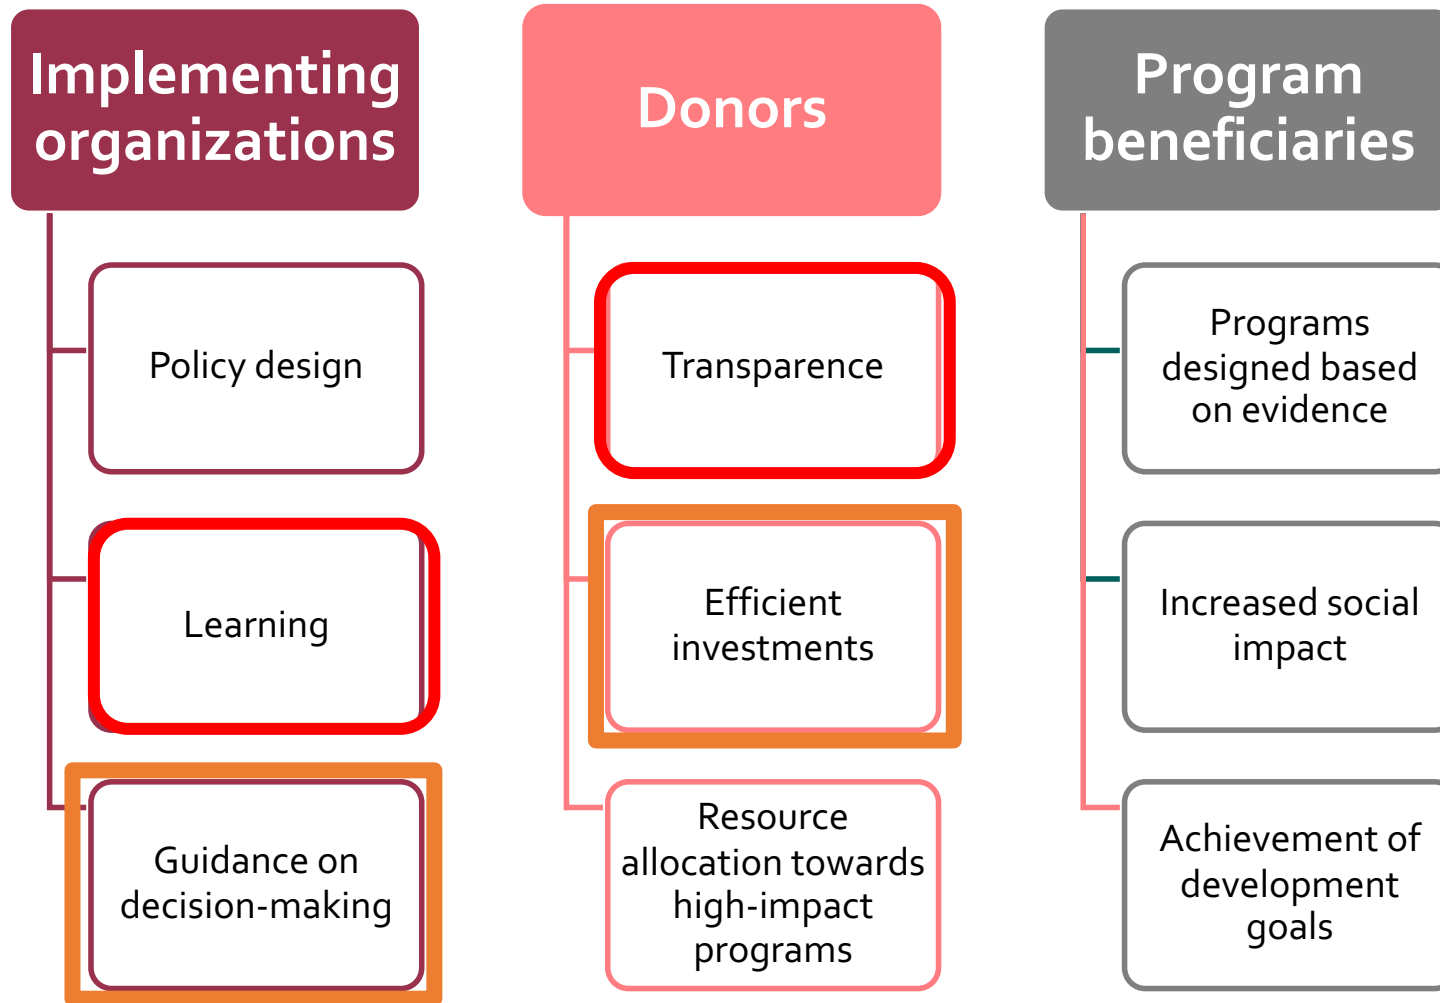 Implementing
organizations
Policy design
Learning
Guidance on
decision-making
Donors
Transparence
Efficient
investments
Resource
allocation towards
high-impact
programs
Program
beneficiaries
Programs
designed based
on evidence
Increased social
impact
Achievement of
development
goals